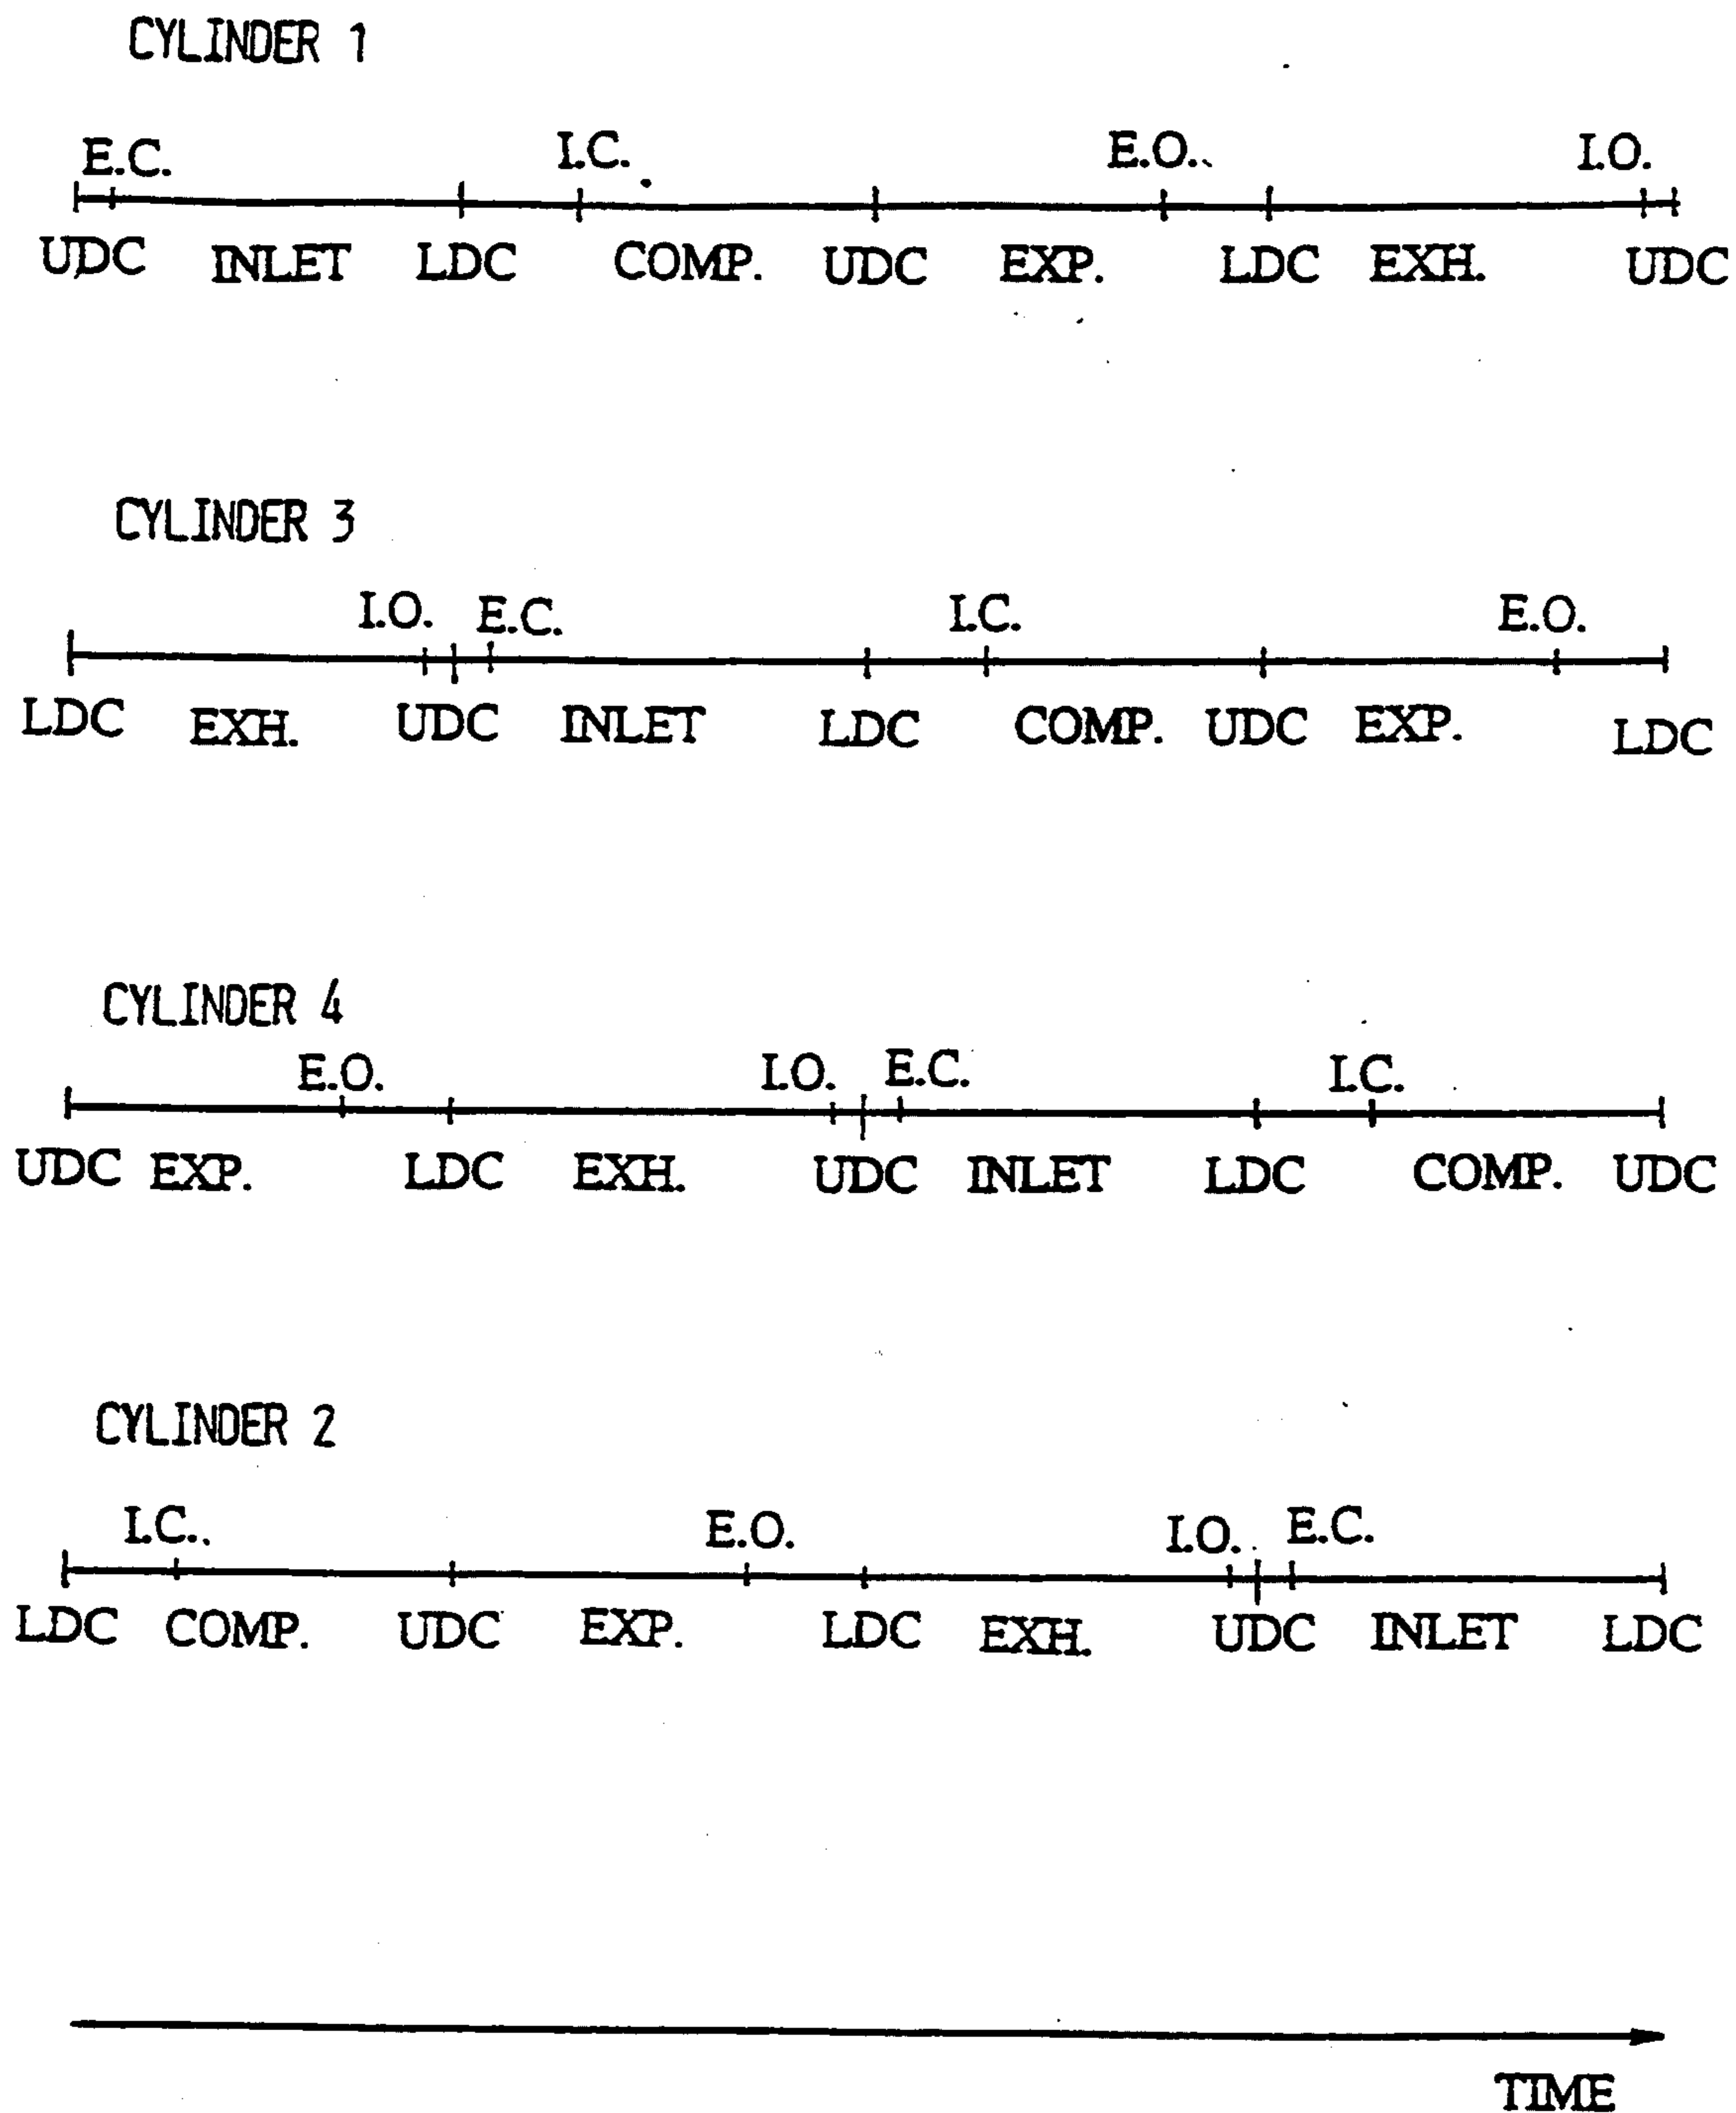 CYLINDER 1
E.C. I.C. E.O. I.O.
UDC INLET LDC COMP. UDC EXP. LDC EXH. UDC
CYLINDER 3
I.O. E.C. I.C. E.O.
LDC EXH. UDC INLET LDC COMP. UDC EXP. LDC
CYLINDER 4
E.O. I.O. E.C. I.C.
UDC EXP. LDC EXH. UDC INLET LDC COMP. UDC
CYLINDER 2
I.C. E.O. I.O. E.C.
LDC COMP. UDC EXP. LDC EXH. UDC INLET LDC
TIME